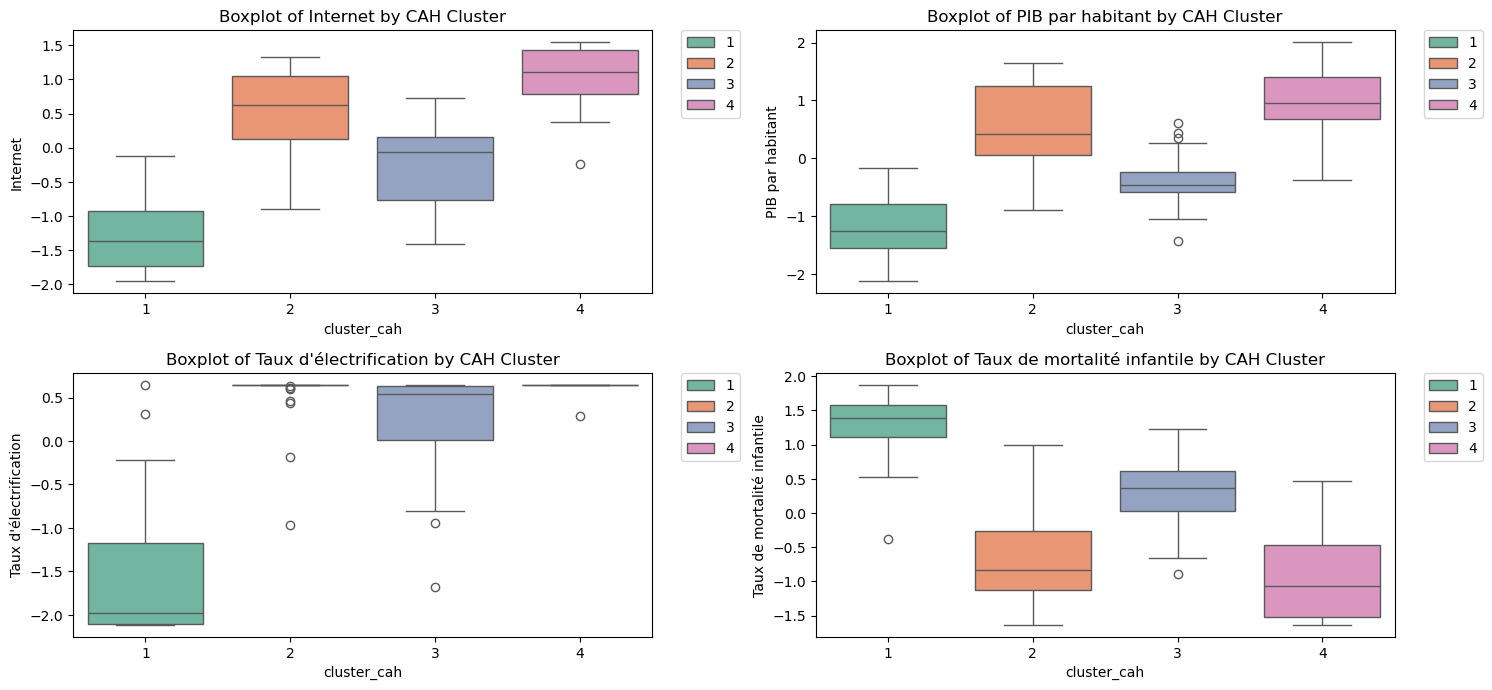 Boxplot of Internet by CAH Cluster
Internet
1.5
1.0
0.5
0.0
−0.5
−1.0
−1.5
−2.0
1 2 3 4
cluster_cah
1
2
3
4
Boxplot of PIB par habitant by CAH Cluster
PIB par habitant
2
1
0
−1
−2
1 2 3 4
cluster_cah
1
2
3
4
Boxplot of Taux d'électrification by CAH Cluster
Taux d'électrification
0.5
0.0
−0.5
−1.0
−1.5
−2.0
1 2 3 4
cluster_cah
1
2
3
4
Boxplot of Taux de mortalité infantile by CAH Cluster
Taux de mortalité infantile
2.0
1.5
1.0
0.5
0.0
−0.5
−1.0
−1.5
1 2 3 4
cluster_cah
1
2
3
4